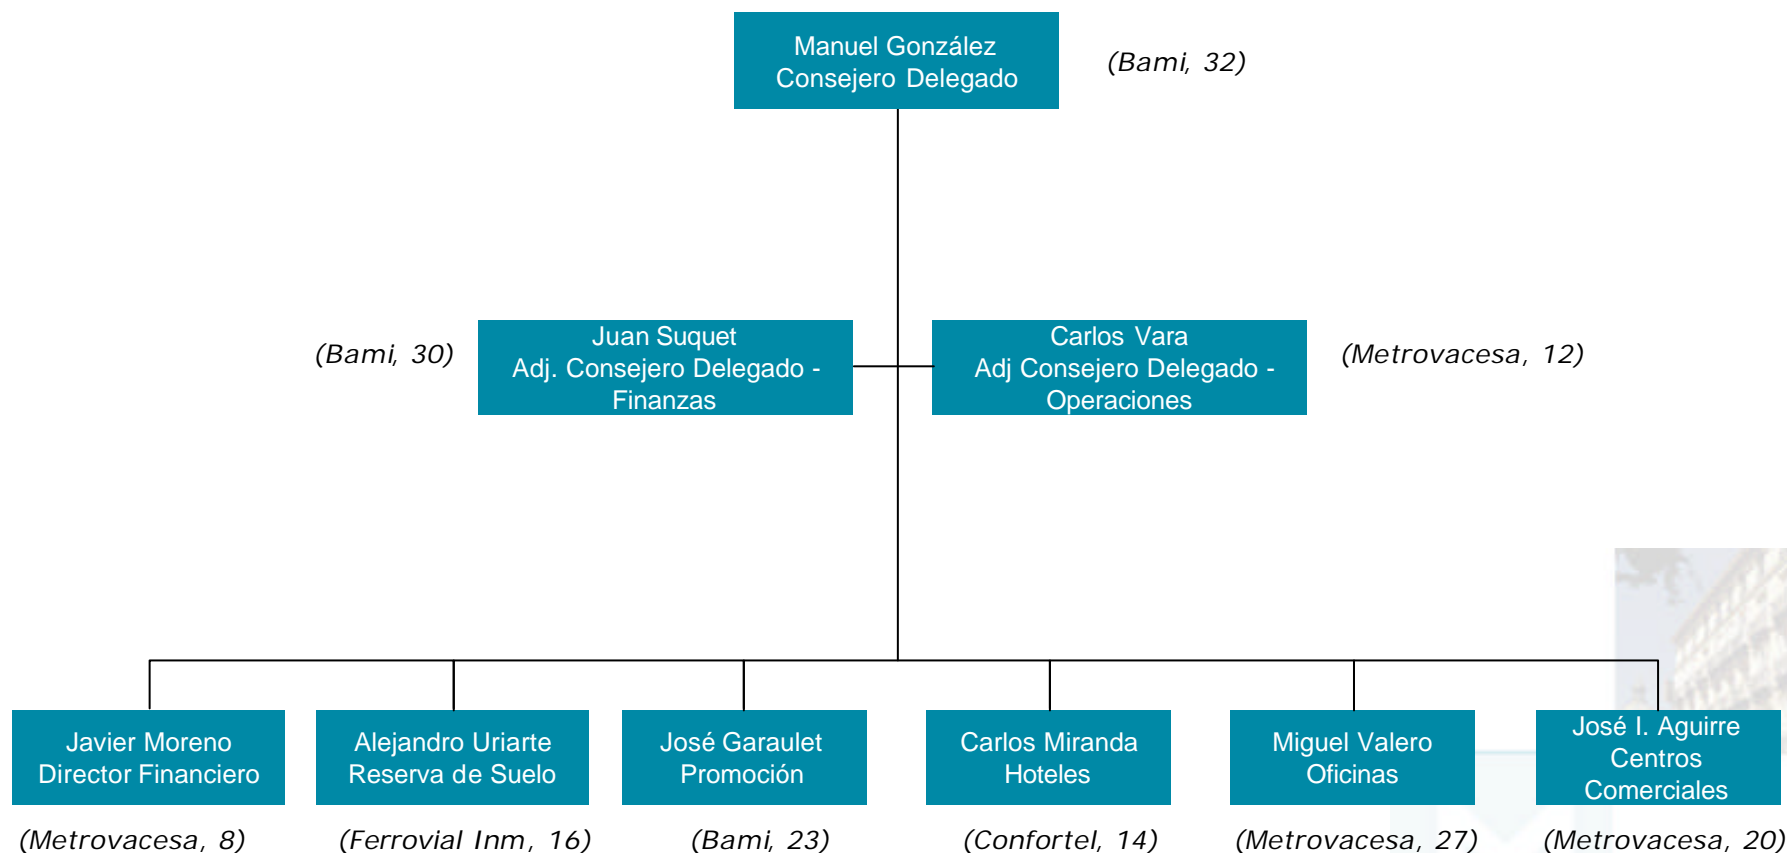 Manuel González
Consejero Delegado
(Bami, 32)
(Bami, 30)
Juan Suquet
Adj. Consejero Delegado -
Finanzas
Carlos Vara
Adj Consejero Delegado -
Operaciones
(Metrovacesa, 12)
Javier Moreno
Director Financiero
Alejandro Uriarte
Reserva de Suelo
José Garaulet
Promoción
Carlos Miranda
Hoteles
Miguel Valero
Oficinas
José I. Aguirre
Centros
Comerciales
(Metrovacesa, 8)
(Ferrovial Inm, 16)
(Bami, 23)
(Confortel, 14)
(Metrovacesa, 27)
(Metrovacesa, 20)